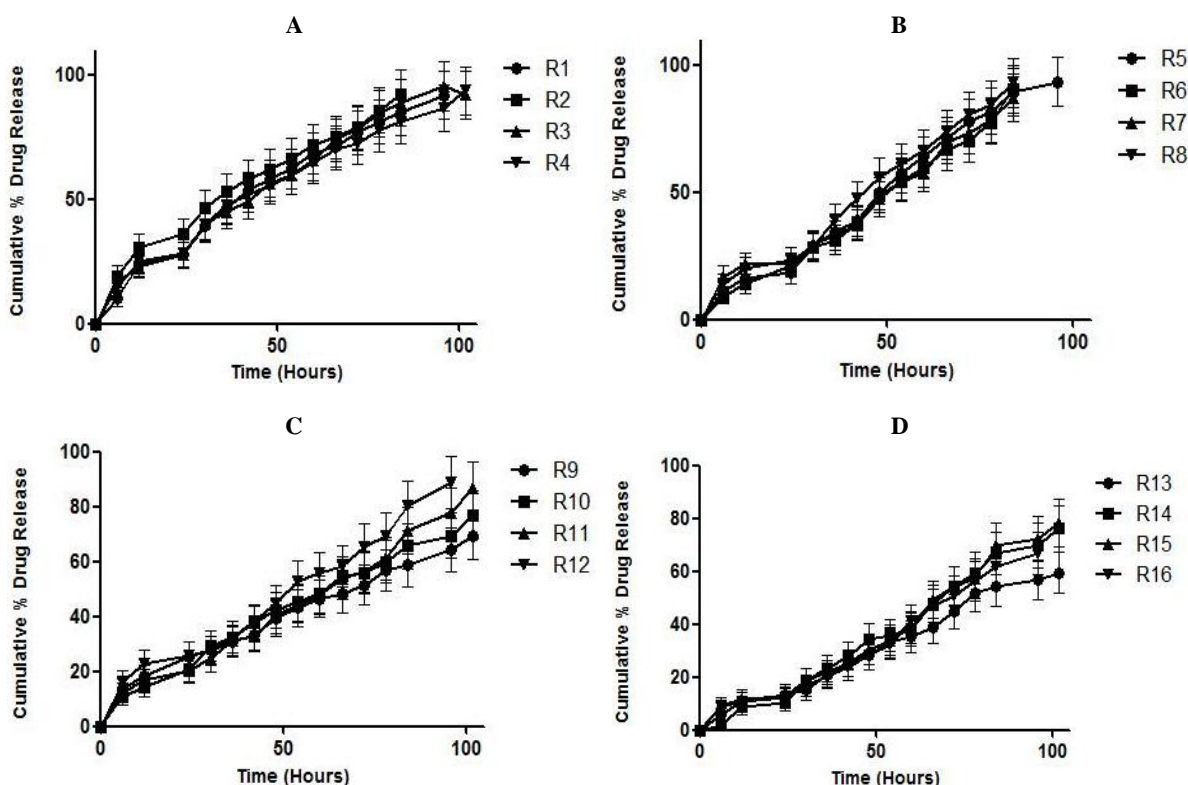 A
Cumulative % Drug Release
100
50
0
0 50 100
Time (Hours)
R1
R2
R3
R4
B
Cumulative % Drug Release
100
50
0
0 50 100
Time (Hours)
R5
R6
R7
R8
C
Cumulative % Drug Release
100
80
60
40
20
0
0 50 100
Time (Hours)
R9
R10
R11
R12
D
Cumulative % Drug Release
100
80
60
40
20
0
0 50 100
Time (Hours)
R13
R14
R15
R16